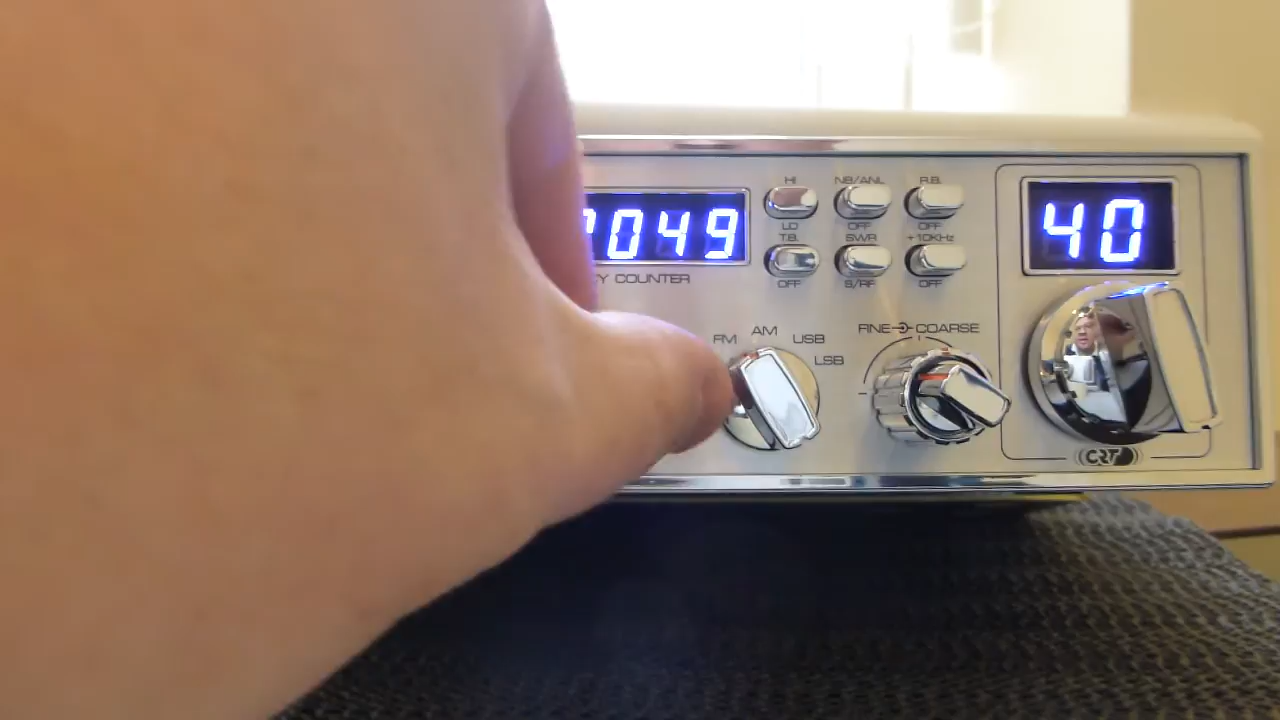 HI NB/ANL R.B.
049 40
LO OFF OFF
T.B. SWR +10KHz
Y COUNTER OFF S/RF OFF
FM AM USB FINE COARSE
LSB
CRT